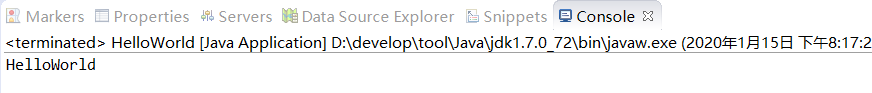 Markers Properties Servers Data Source Explorer Snippets Console
<terminated> HelloWorld [Java Application] D:\develop\tool\Java\jdk1.7.0_72\bin\javaw.exe (2020年1月15日 下午8:17:2
HelloWorld